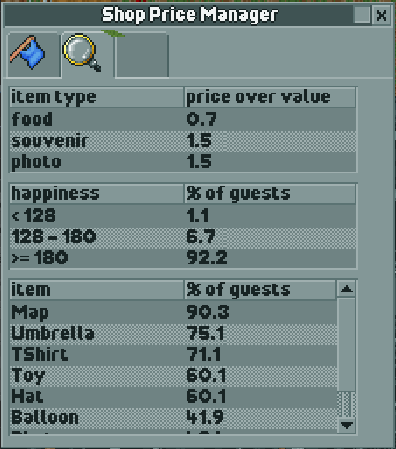 Shop Price Manager
item type price over value
food 0.7
souvenir 1.5
photo 1.5
happiness % of guests
< 128 1.1
128 - 180 6.7
>= 180 92.2
item % of guests
Map 90.3
Umbrella 75.1
TShirt 71.1
Toy 60.1
Hat 60.1
Balloon 41.9